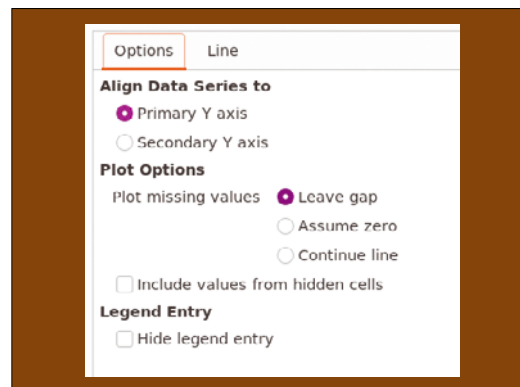 Options Line
Align Data Series to
Primary Y axis
Secondary Y axis
Plot Options
Plot missing values Leave gap
Assume zero
Continue line
Include values from hidden cells
Legend Entry
Hide legend entry